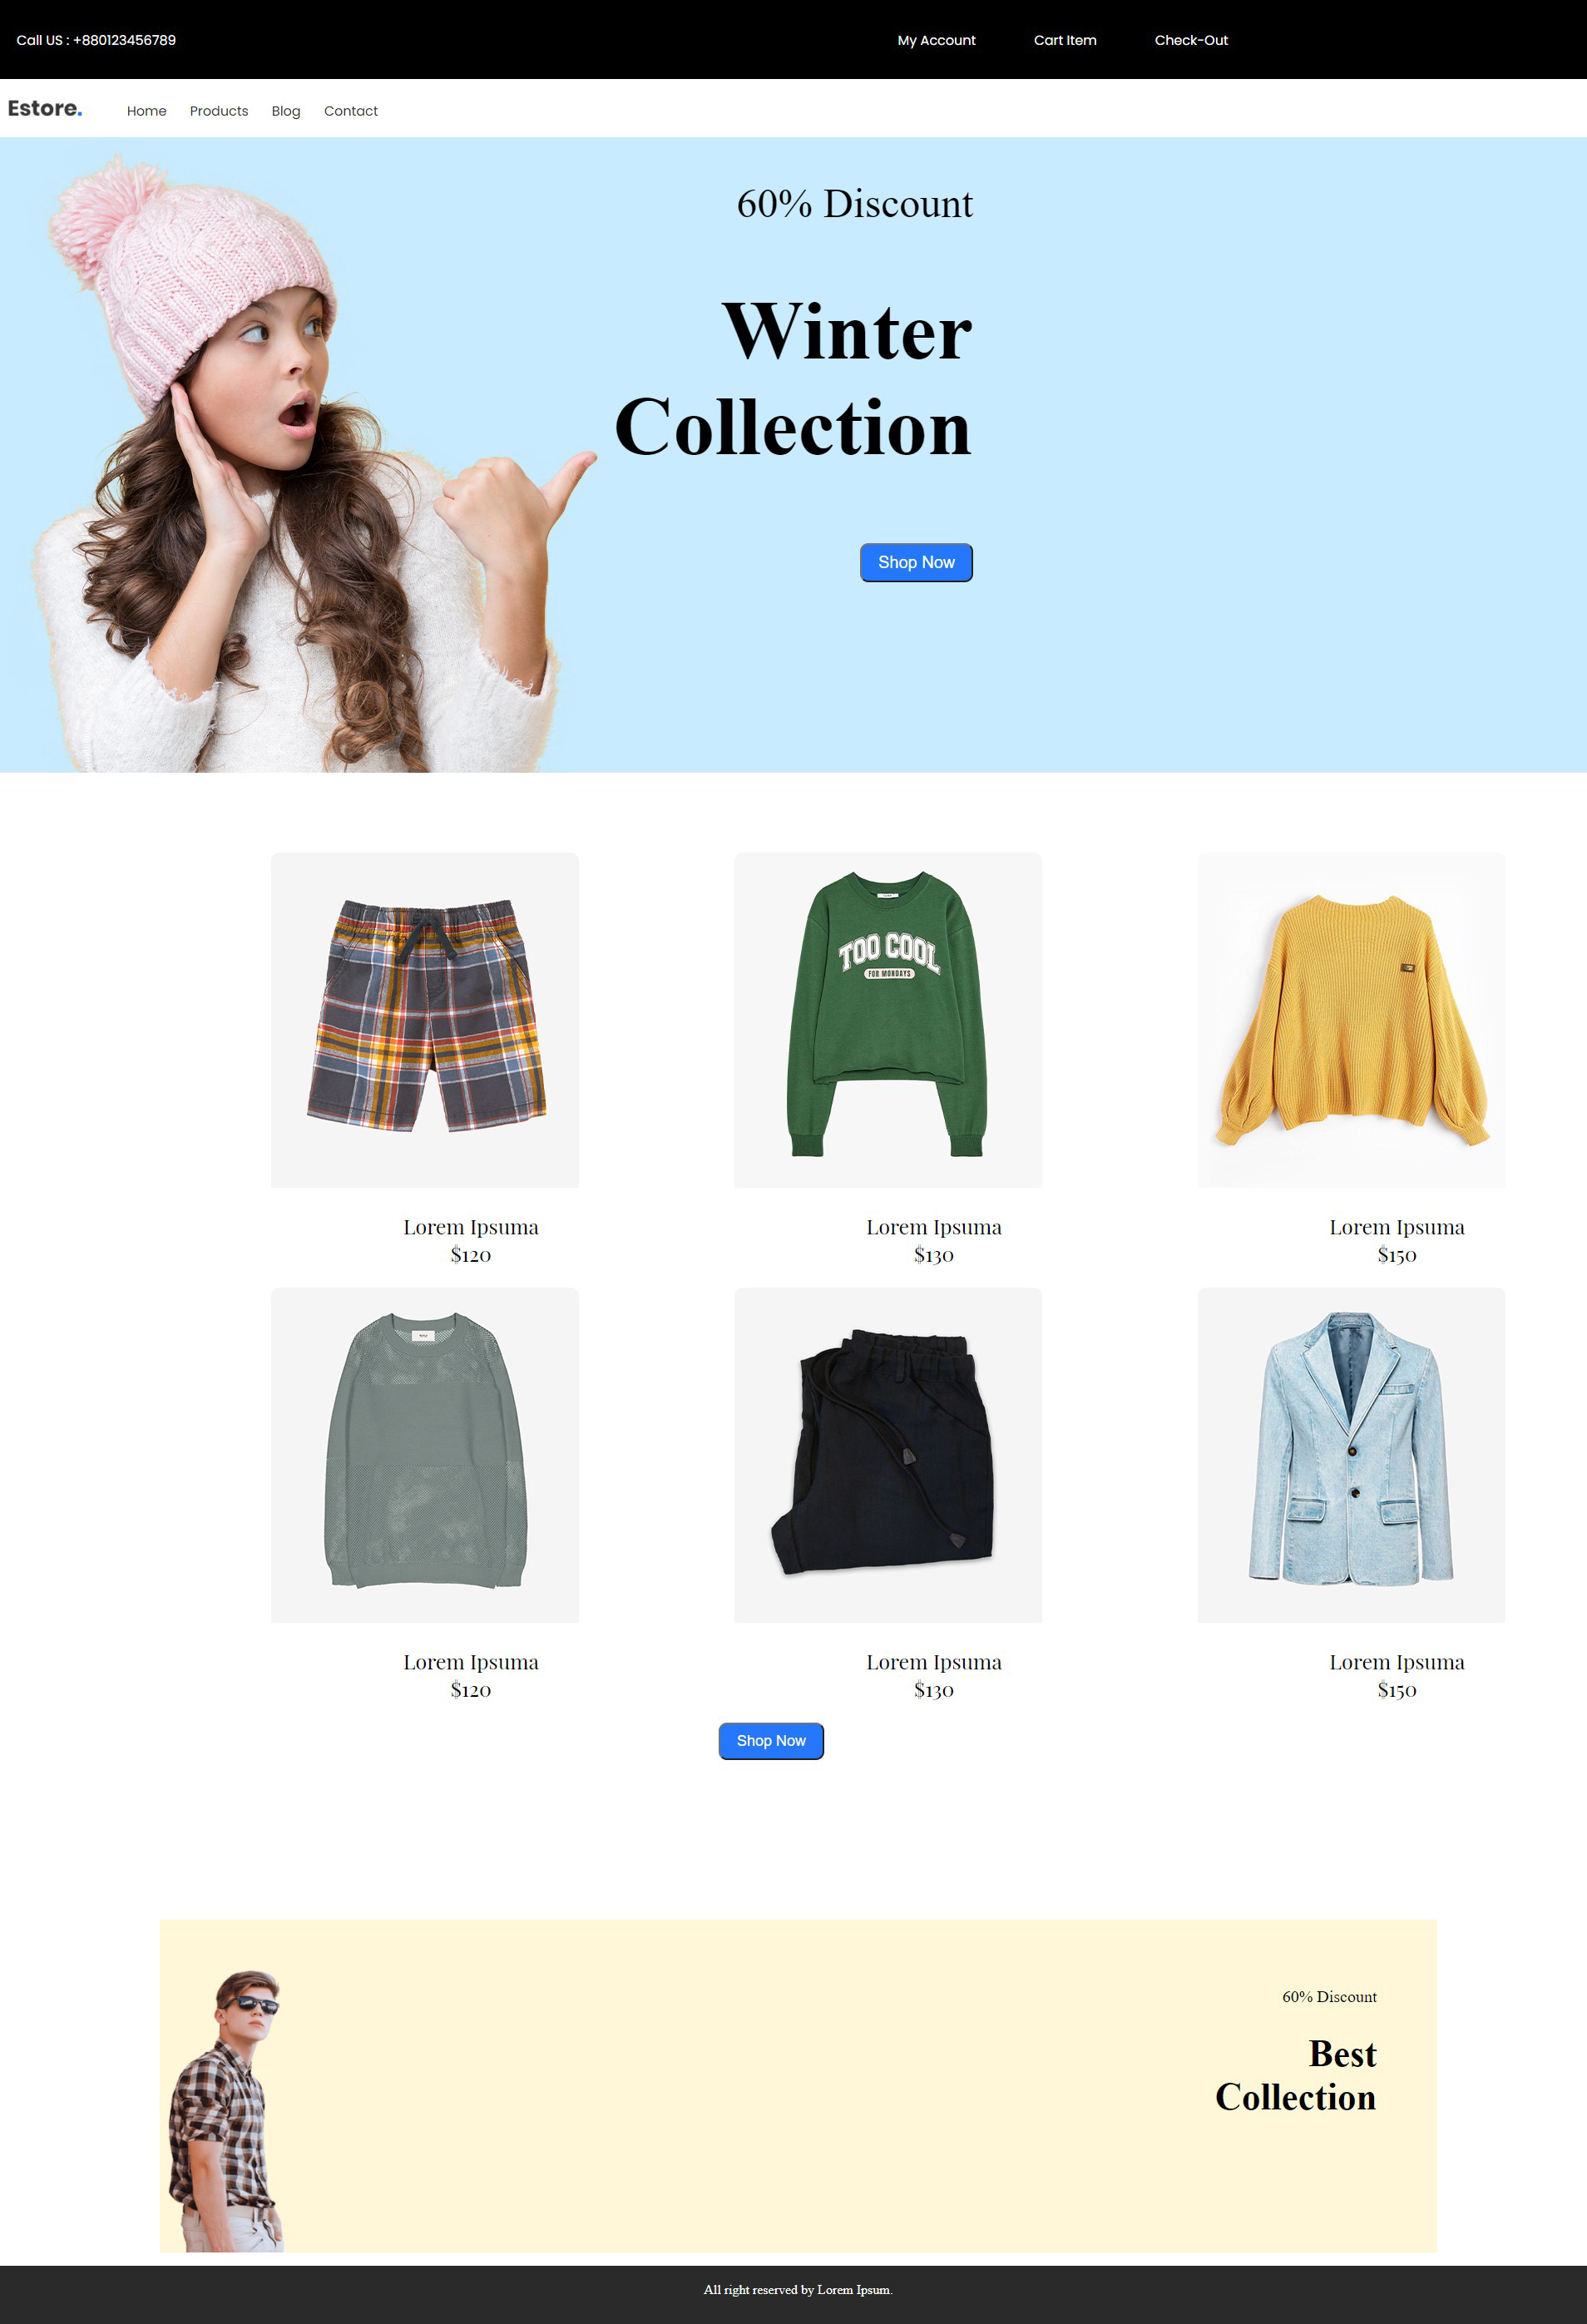 Call US : +880123456789
My Account
Cart Item
Check-Out
Estore.
Home
Products
Blog
Contact
60% Discount
Winter
Collection
Shop Now
TOO COOL
FOR MONDAYS
Lorem Ipsuma
$120
Lorem Ipsuma
$130
Lorem Ipsuma
$150
Lorem Ipsuma
$120
Lorem Ipsuma
$130
Lorem Ipsuma
$150
Shop Now
60% Discount
Best
Collection
All right reserved by Lorem Ipsum.